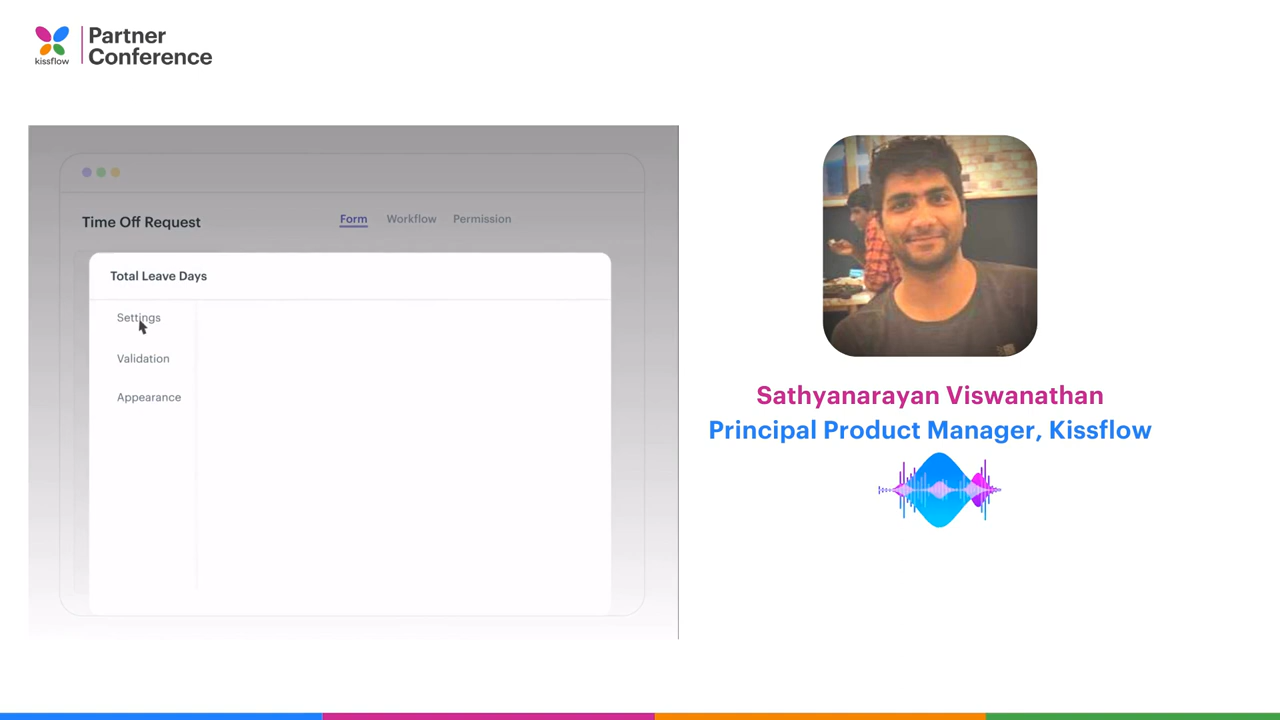 kissflow
Partner
Conference
Time Off Request
Form Workflow Permission
Total Leave Days
Settings
Validation
Appearance
Sathyanarayan Viswanathan
Principal Product Manager, Kissflow